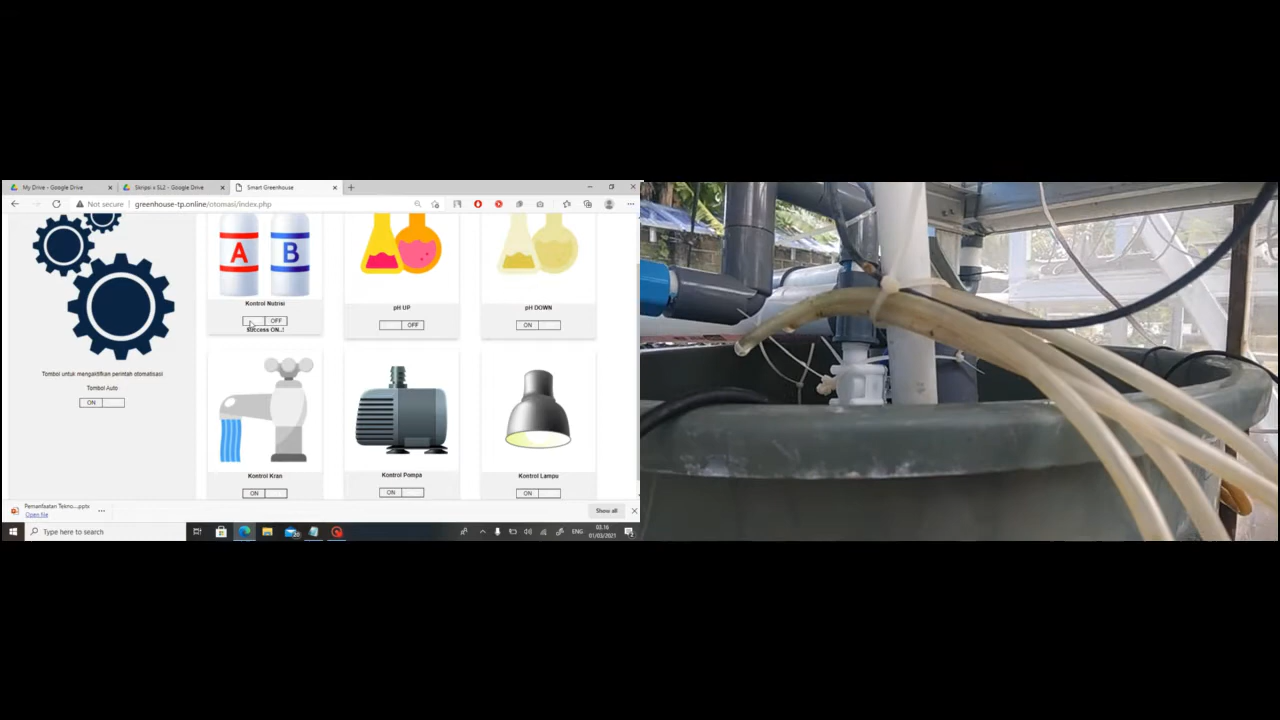 My Drive - Google Drive
Skripsi x SL2 - Google Drive
Smart Greenhouse
Not secure
greenhouse-tp.online/otomasi/index.php
A
B
Kontrol Nutrisi
OFF
Success ON..!
pH UP
OFF
pH DOWN
ON
Tombol untuk mengaktifkan perintah otomatisasi
Tombol Auto
ON
Kontrol Kran
ON
Kontrol Pompa
ON
Kontrol Lampu
ON
Pemanfaatan Tekno....pptx
Open file
Show all
Type here to search
ENG
03.16
01/03/2021